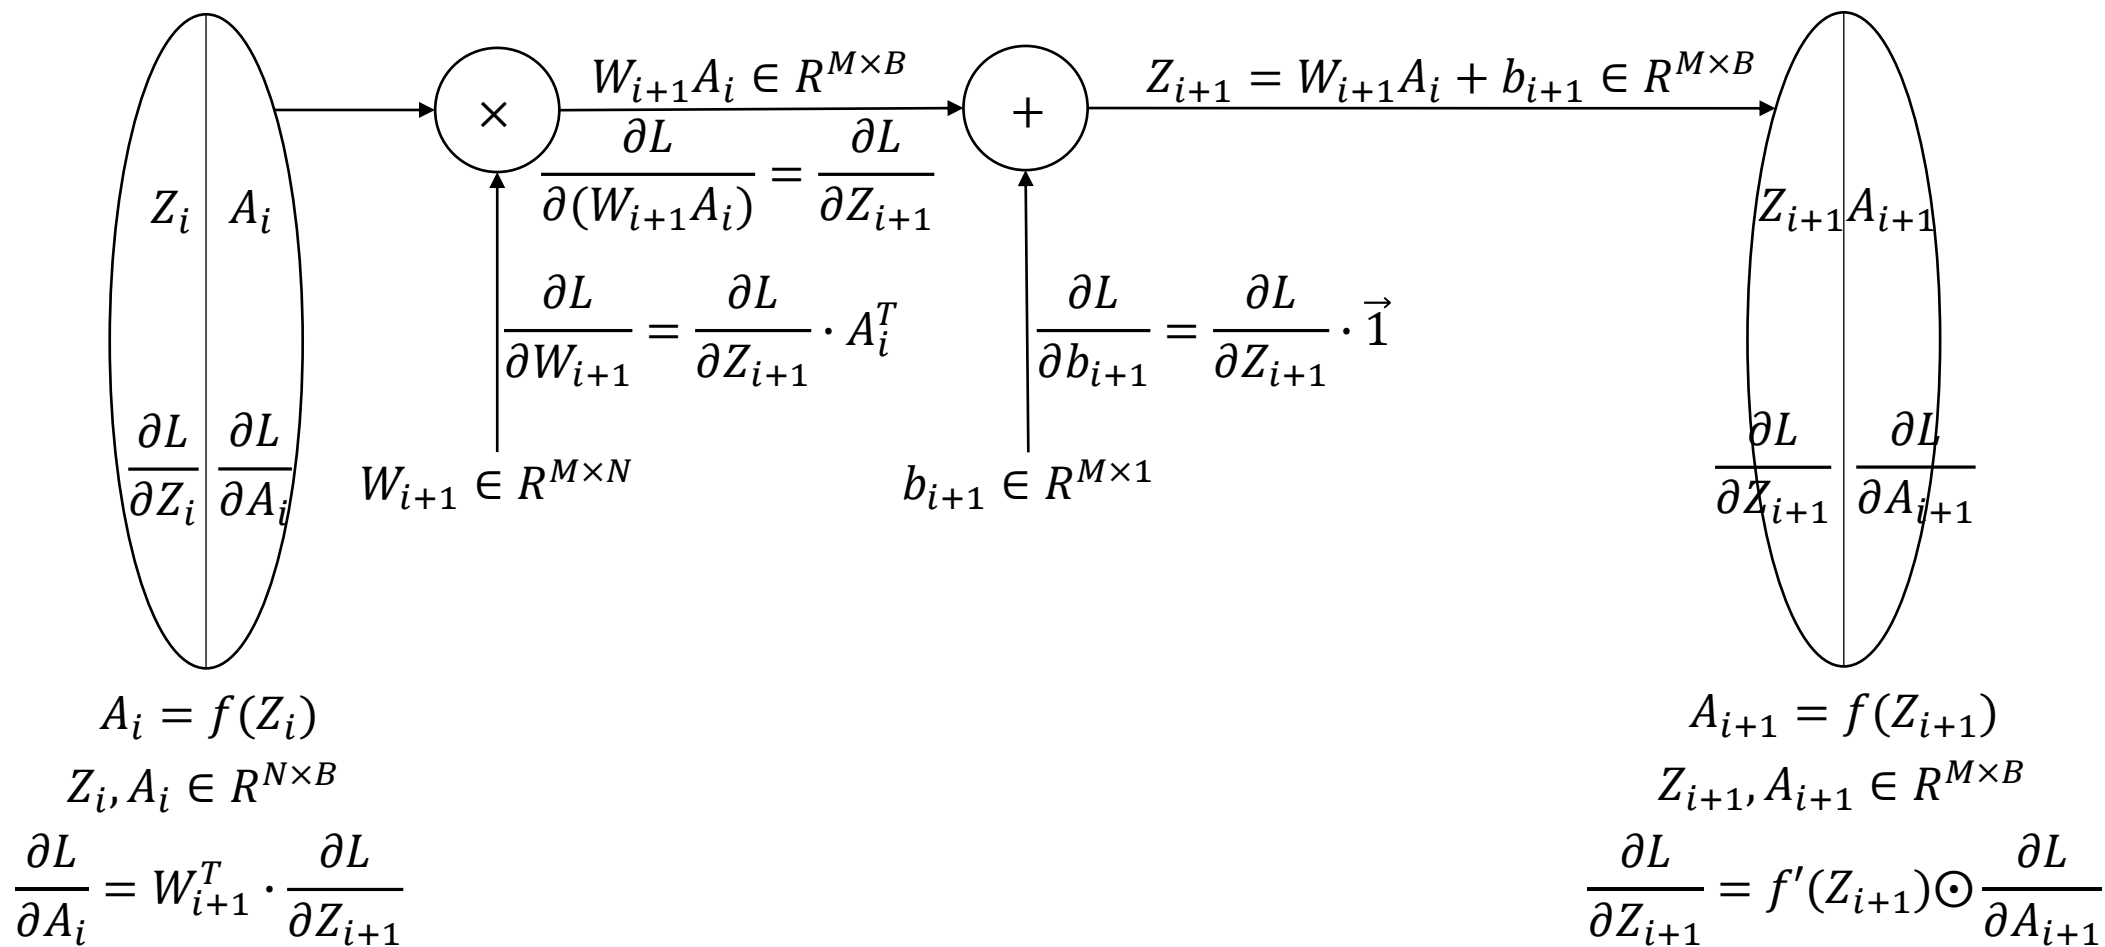 W_{i+1}A_i ∈ R^{M×B}
Z_{i+1} = W_{i+1}A_i + b_{i+1} ∈ R^{M×B}
×
+
∂L/∂(W_{i+1}A_i) = ∂L/∂Z_{i+1}
Z_i A_i
Z_{i+1} A_{i+1}
∂L/∂W_{i+1} = ∂L/∂Z_{i+1} · A_i^T
∂L/∂b_{i+1} = ∂L/∂Z_{i+1} · \vec{1}
∂L/∂Z_i ∂L/∂A_i
W_{i+1} ∈ R^{M×N}
b_{i+1} ∈ R^{M×1}
∂L/∂Z_{i+1} ∂L/∂A_{i+1}
A_i = f(Z_i)
Z_i, A_i ∈ R^{N×B}
∂L/∂A_i = W_{i+1}^T · ∂L/∂Z_{i+1}
A_{i+1} = f(Z_{i+1})
Z_{i+1}, A_{i+1} ∈ R^{M×B}
∂L/∂Z_{i+1} = f′(Z_{i+1})⊙ ∂L/∂A_{i+1}